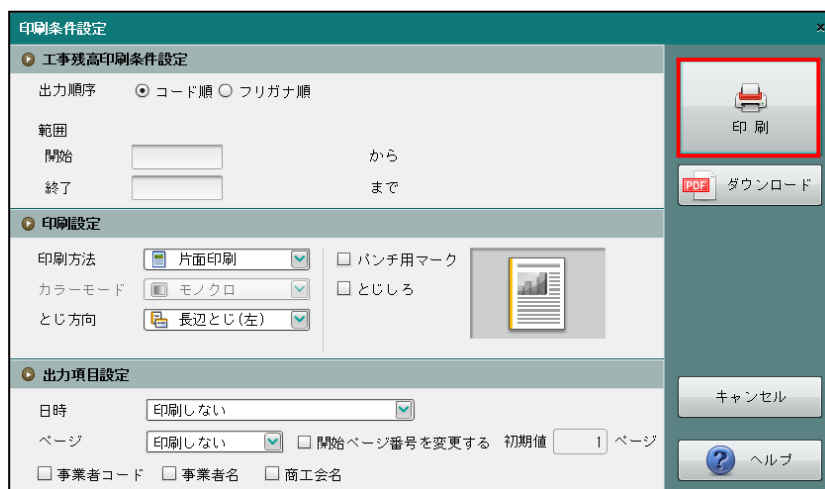 印刷条件設定 ×
工事残高印刷条件設定
出力順序 コード順 フリガナ順
範囲
開始 から
終了 まで
印刷設定
印刷方法 片面印刷 パンチ用マーク
カラーモード モノクロ とじしろ
とじ方向 長辺とじ(左)
出力項目設定
日時 印刷しない
ページ 印刷しない 開始ページ番号を変更する 初期値 1 ページ
事業者コード 事業者名 商工会名
印刷
PDF ダウンロード
キャンセル
? ヘルプ